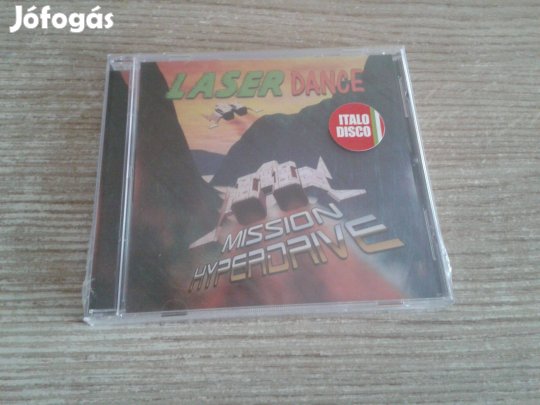 Jófogás
LASER DANCE
ITALO
DISCO
MISSION
HYPERDRIVE